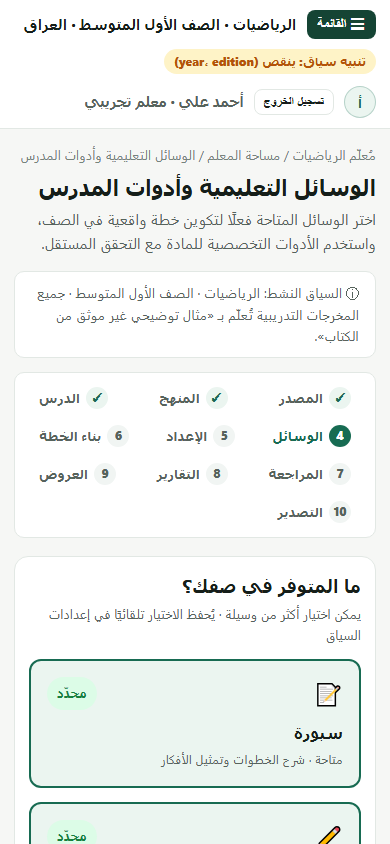 القائمة
الرياضيات · الصف الأول المتوسط · العراق
تنبيه سياق: ينقص (year، edition)
أ
تسجيل الخروج
أحمد علي · معلم تجريبي
مُعلّم الرياضيات / مساحة المعلم / الوسائل التعليمية وأدوات المدرس
الوسائل التعليمية وأدوات المدرس
اختر الوسائل المتاحة فعلًا لتكوين خطة واقعية في الصف،
واستخدم الأدوات التخصصية للمادة مع التحقق المستقل.
ⓘ السياق النشط: الرياضيات · الصف الأول المتوسط · جميع
المخرجات التدريبية تُعلّم بـ «مثال توضيحي غير موثق من
الكتاب».
✓ المصدر
✓ المنهج
✓ الدرس
4 الوسائل
5 الإعداد
6 بناء الخطة
7 المراجعة
8 التقارير
9 العروض
10 التصدير
ما المتوفر في صفك؟
يمكن اختيار أكثر من وسيلة · يُحفظ الاختيار تلقائيًا في إعدادات
السياق
محدّد
سبورة
متاحة · شرح الخطوات وتمثيل الأفكار
محدّد